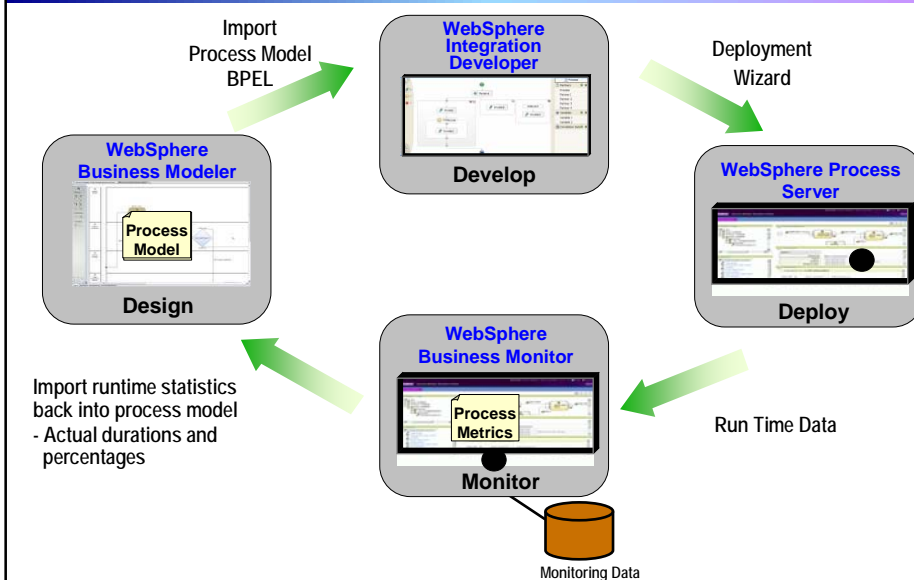 Import
Process Model
BPEL
WebSphere
Integration
Developer
Develop
Deployment
Wizard
WebSphere
Business Modeler
Process
Model
Design
WebSphere Process
Server
Deploy
WebSphere
Business Monitor
Process
Metrics
Monitor
Import runtime statistics
back into process model
- Actual durations and
percentages
Run Time Data
Monitoring Data